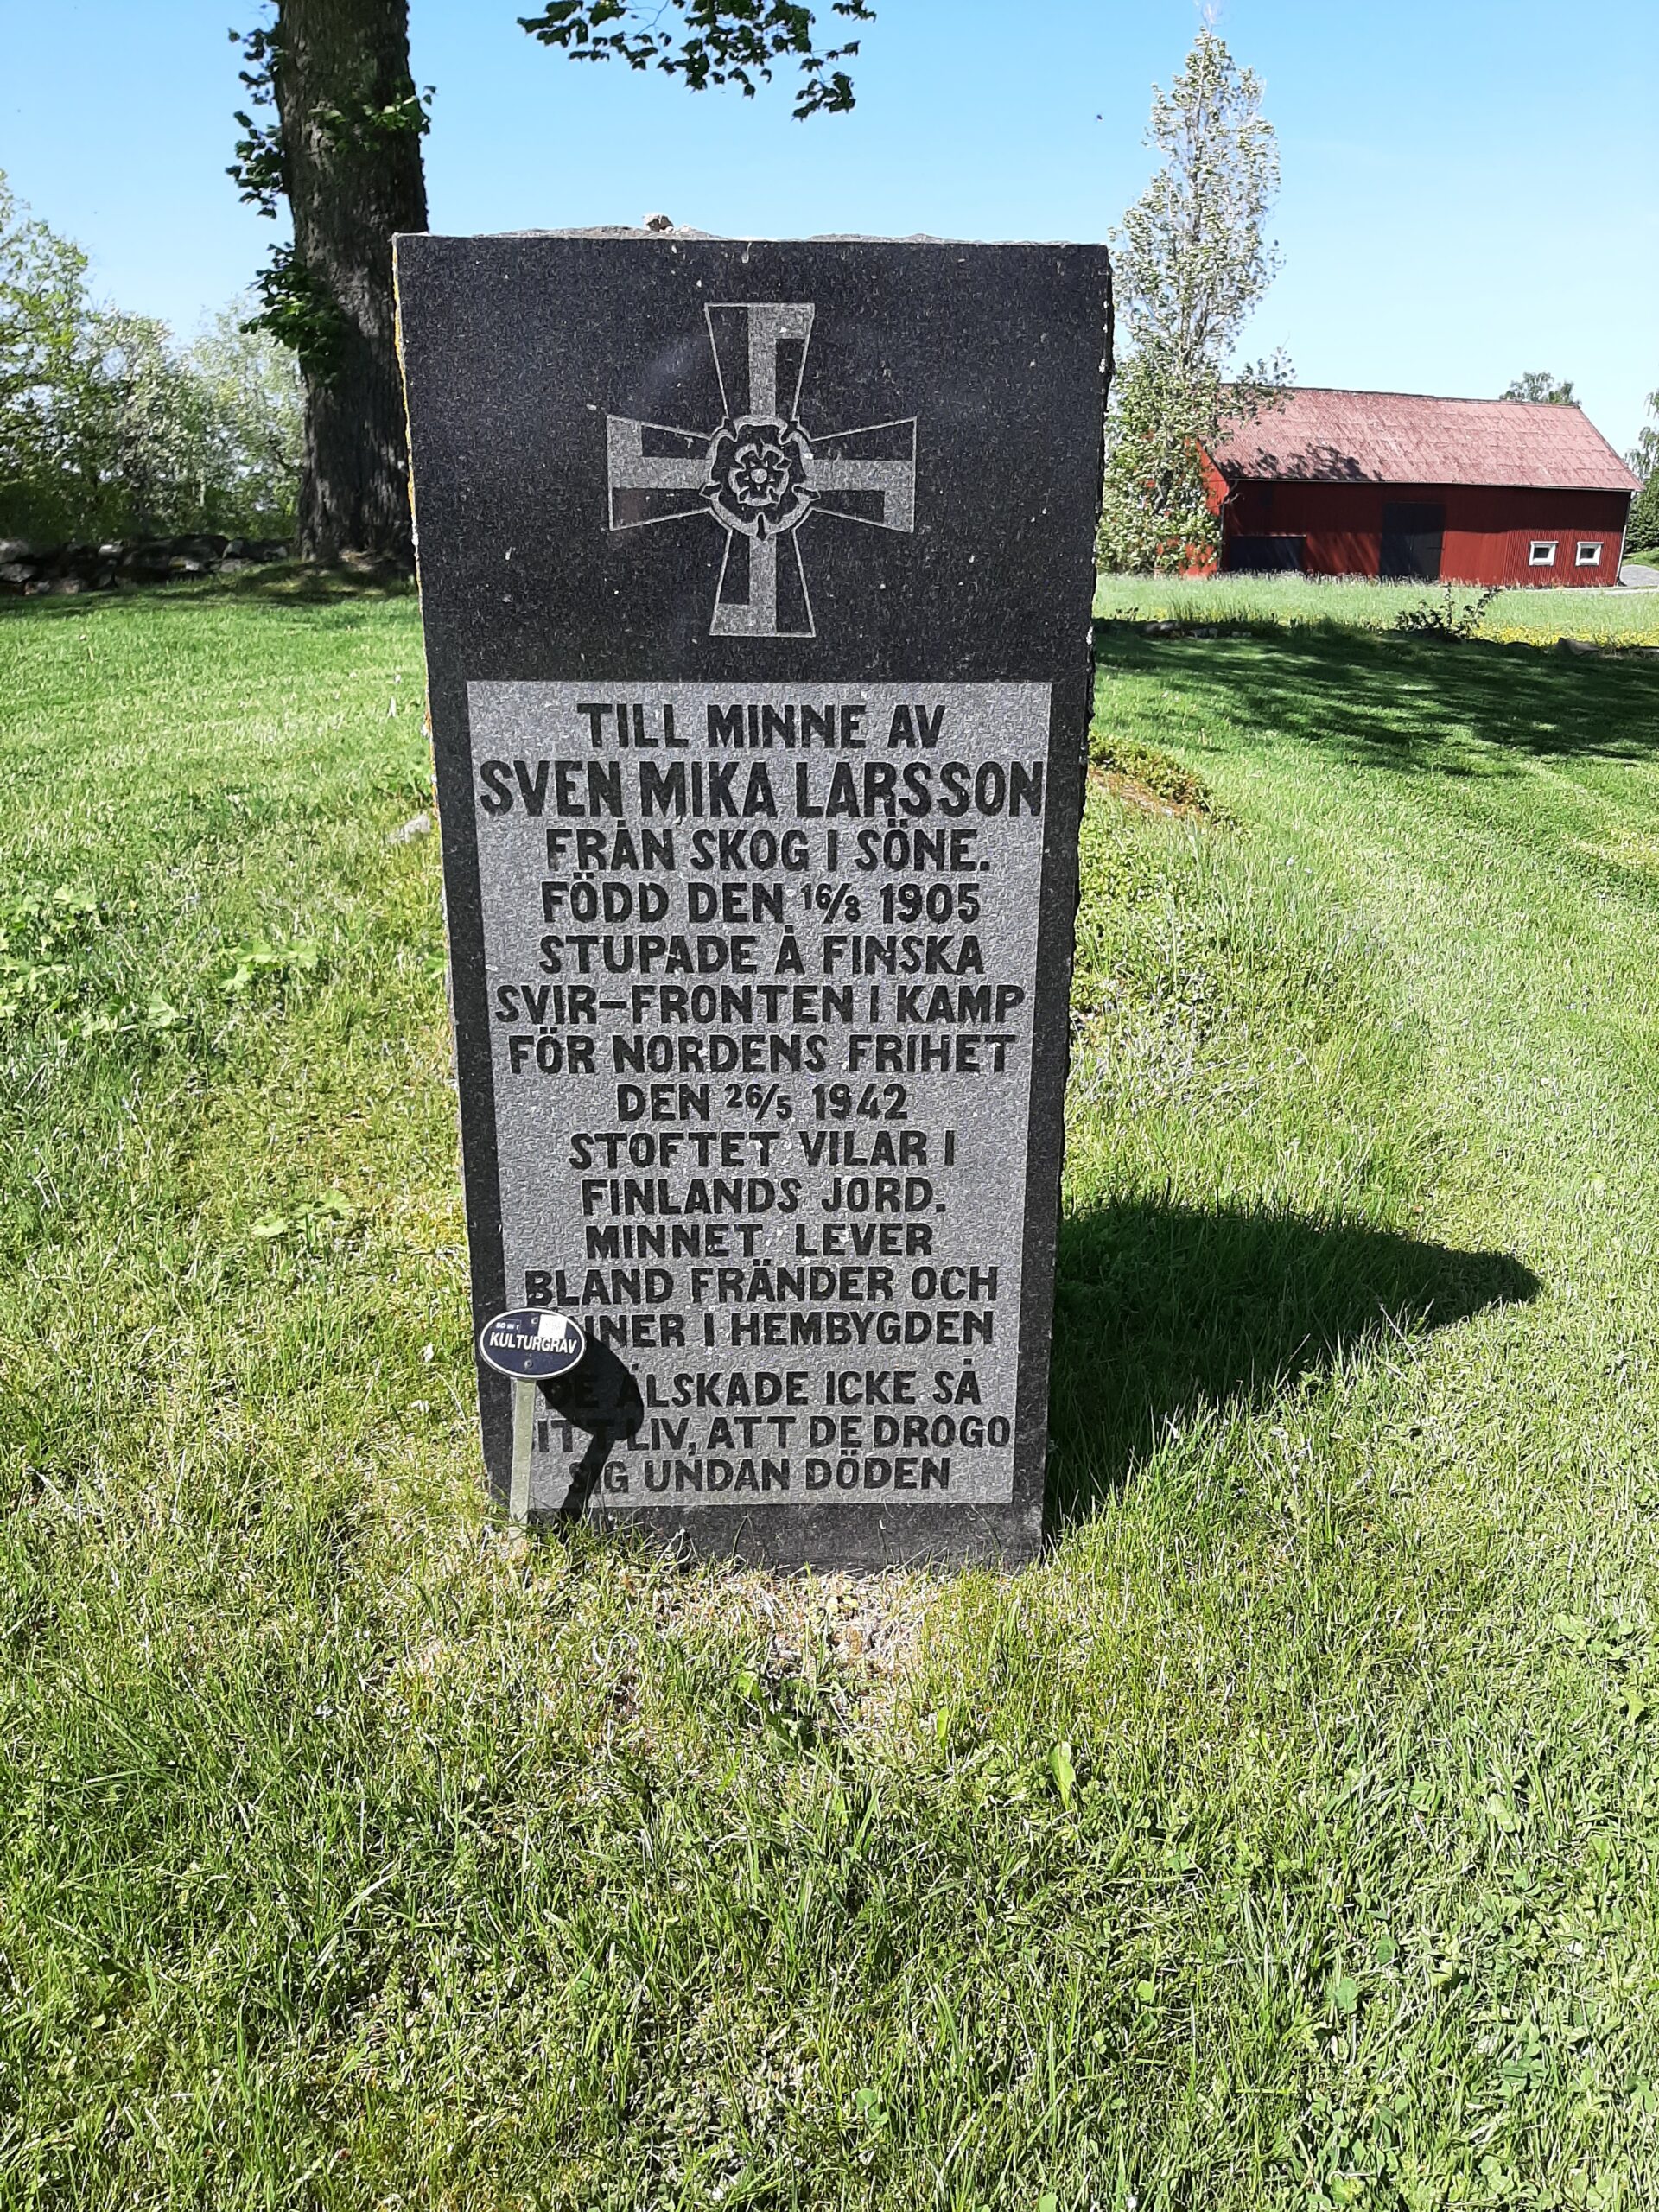 TILL MINNE AV
SVEN MIKA LARSSON
FRÅN SKOG I SÖNE.
FÖDD DEN 16/8 1905
STUPADE Å FINSKA
SVIR-FRONTEN I KAMP
FÖR NORDENS FRIHET
DEN 26/5 1942
STOFTET VILAR I
FINLANDS JORD.
MINNET LEVER
BLAND FRÄNDER OCH
I HEMBYGDEN
KULTURGRAV
DE ÄLSKADE ICKE SÅ
LIV, ATT DE DROGO
SIG UNDAN DÖDEN